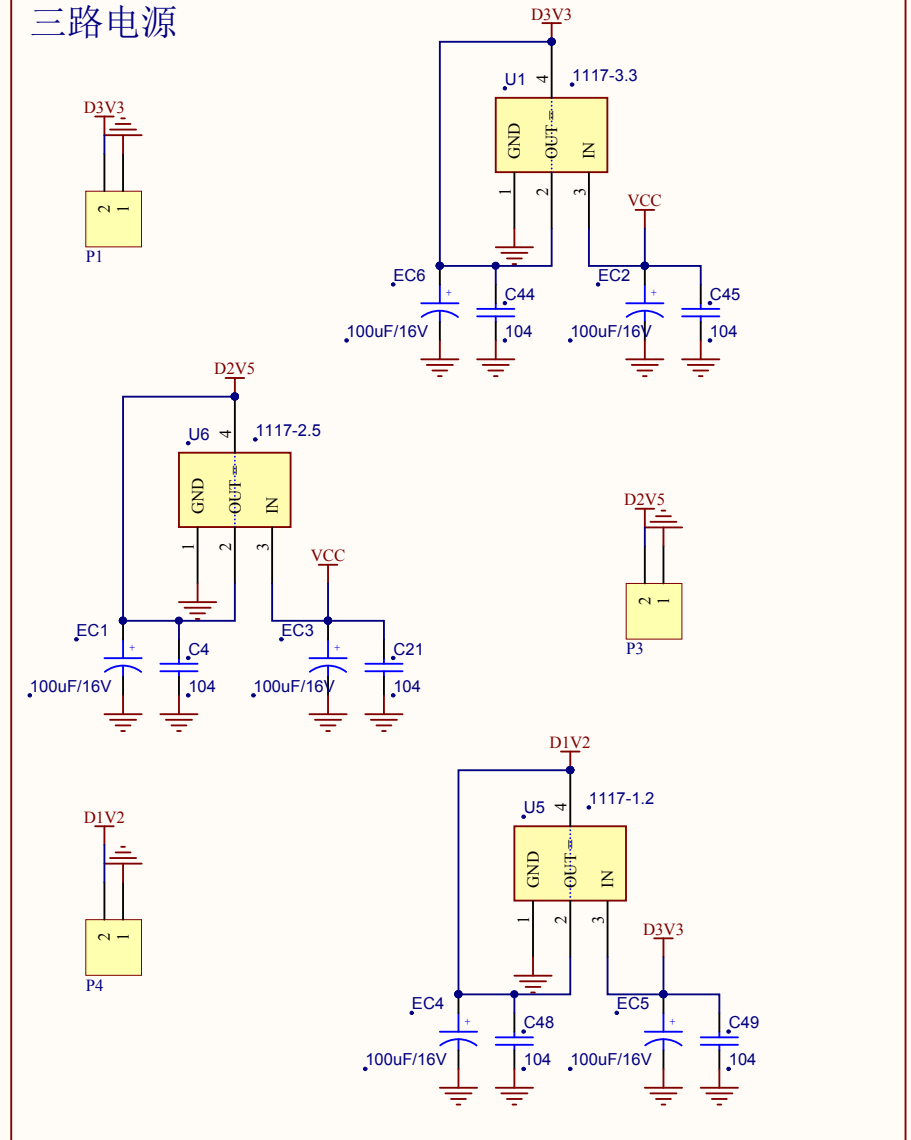 三路电源
D3V3
U1
4
1117-3.3
GND
OUT
IN
1
2
3
D3V3
2
1
P1
VCC
EC6
+
100uF/16V
C44
104
EC2
+
100uF/16V
C45
104
D2V5
U6
4
1117-2.5
GND
OUT
IN
1
2
3
VCC
EC1
+
100uF/16V
C4
104
EC3
+
100uF/16V
C21
104
D2V5
2
1
P3
D1V2
U5
4
1117-1.2
GND
OUT
IN
1
2
3
D1V2
2
1
P4
D3V3
EC4
+
100uF/16V
C48
104
EC5
+
100uF/16V
C49
104